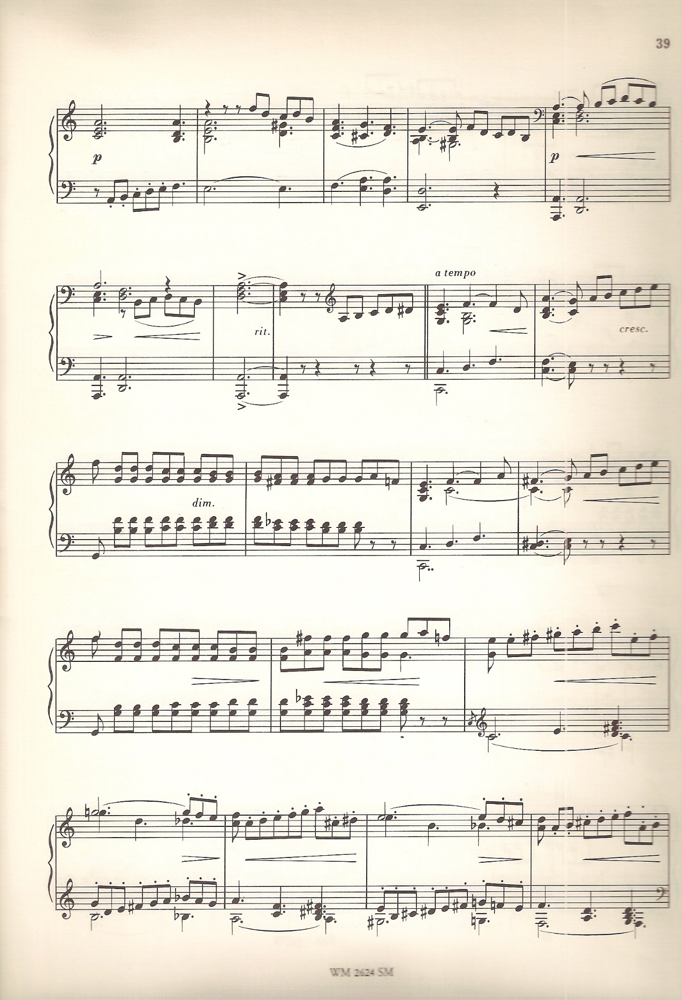 39
p
p
a tempo
rit.
cresc.
dim.
WM 2624 SM